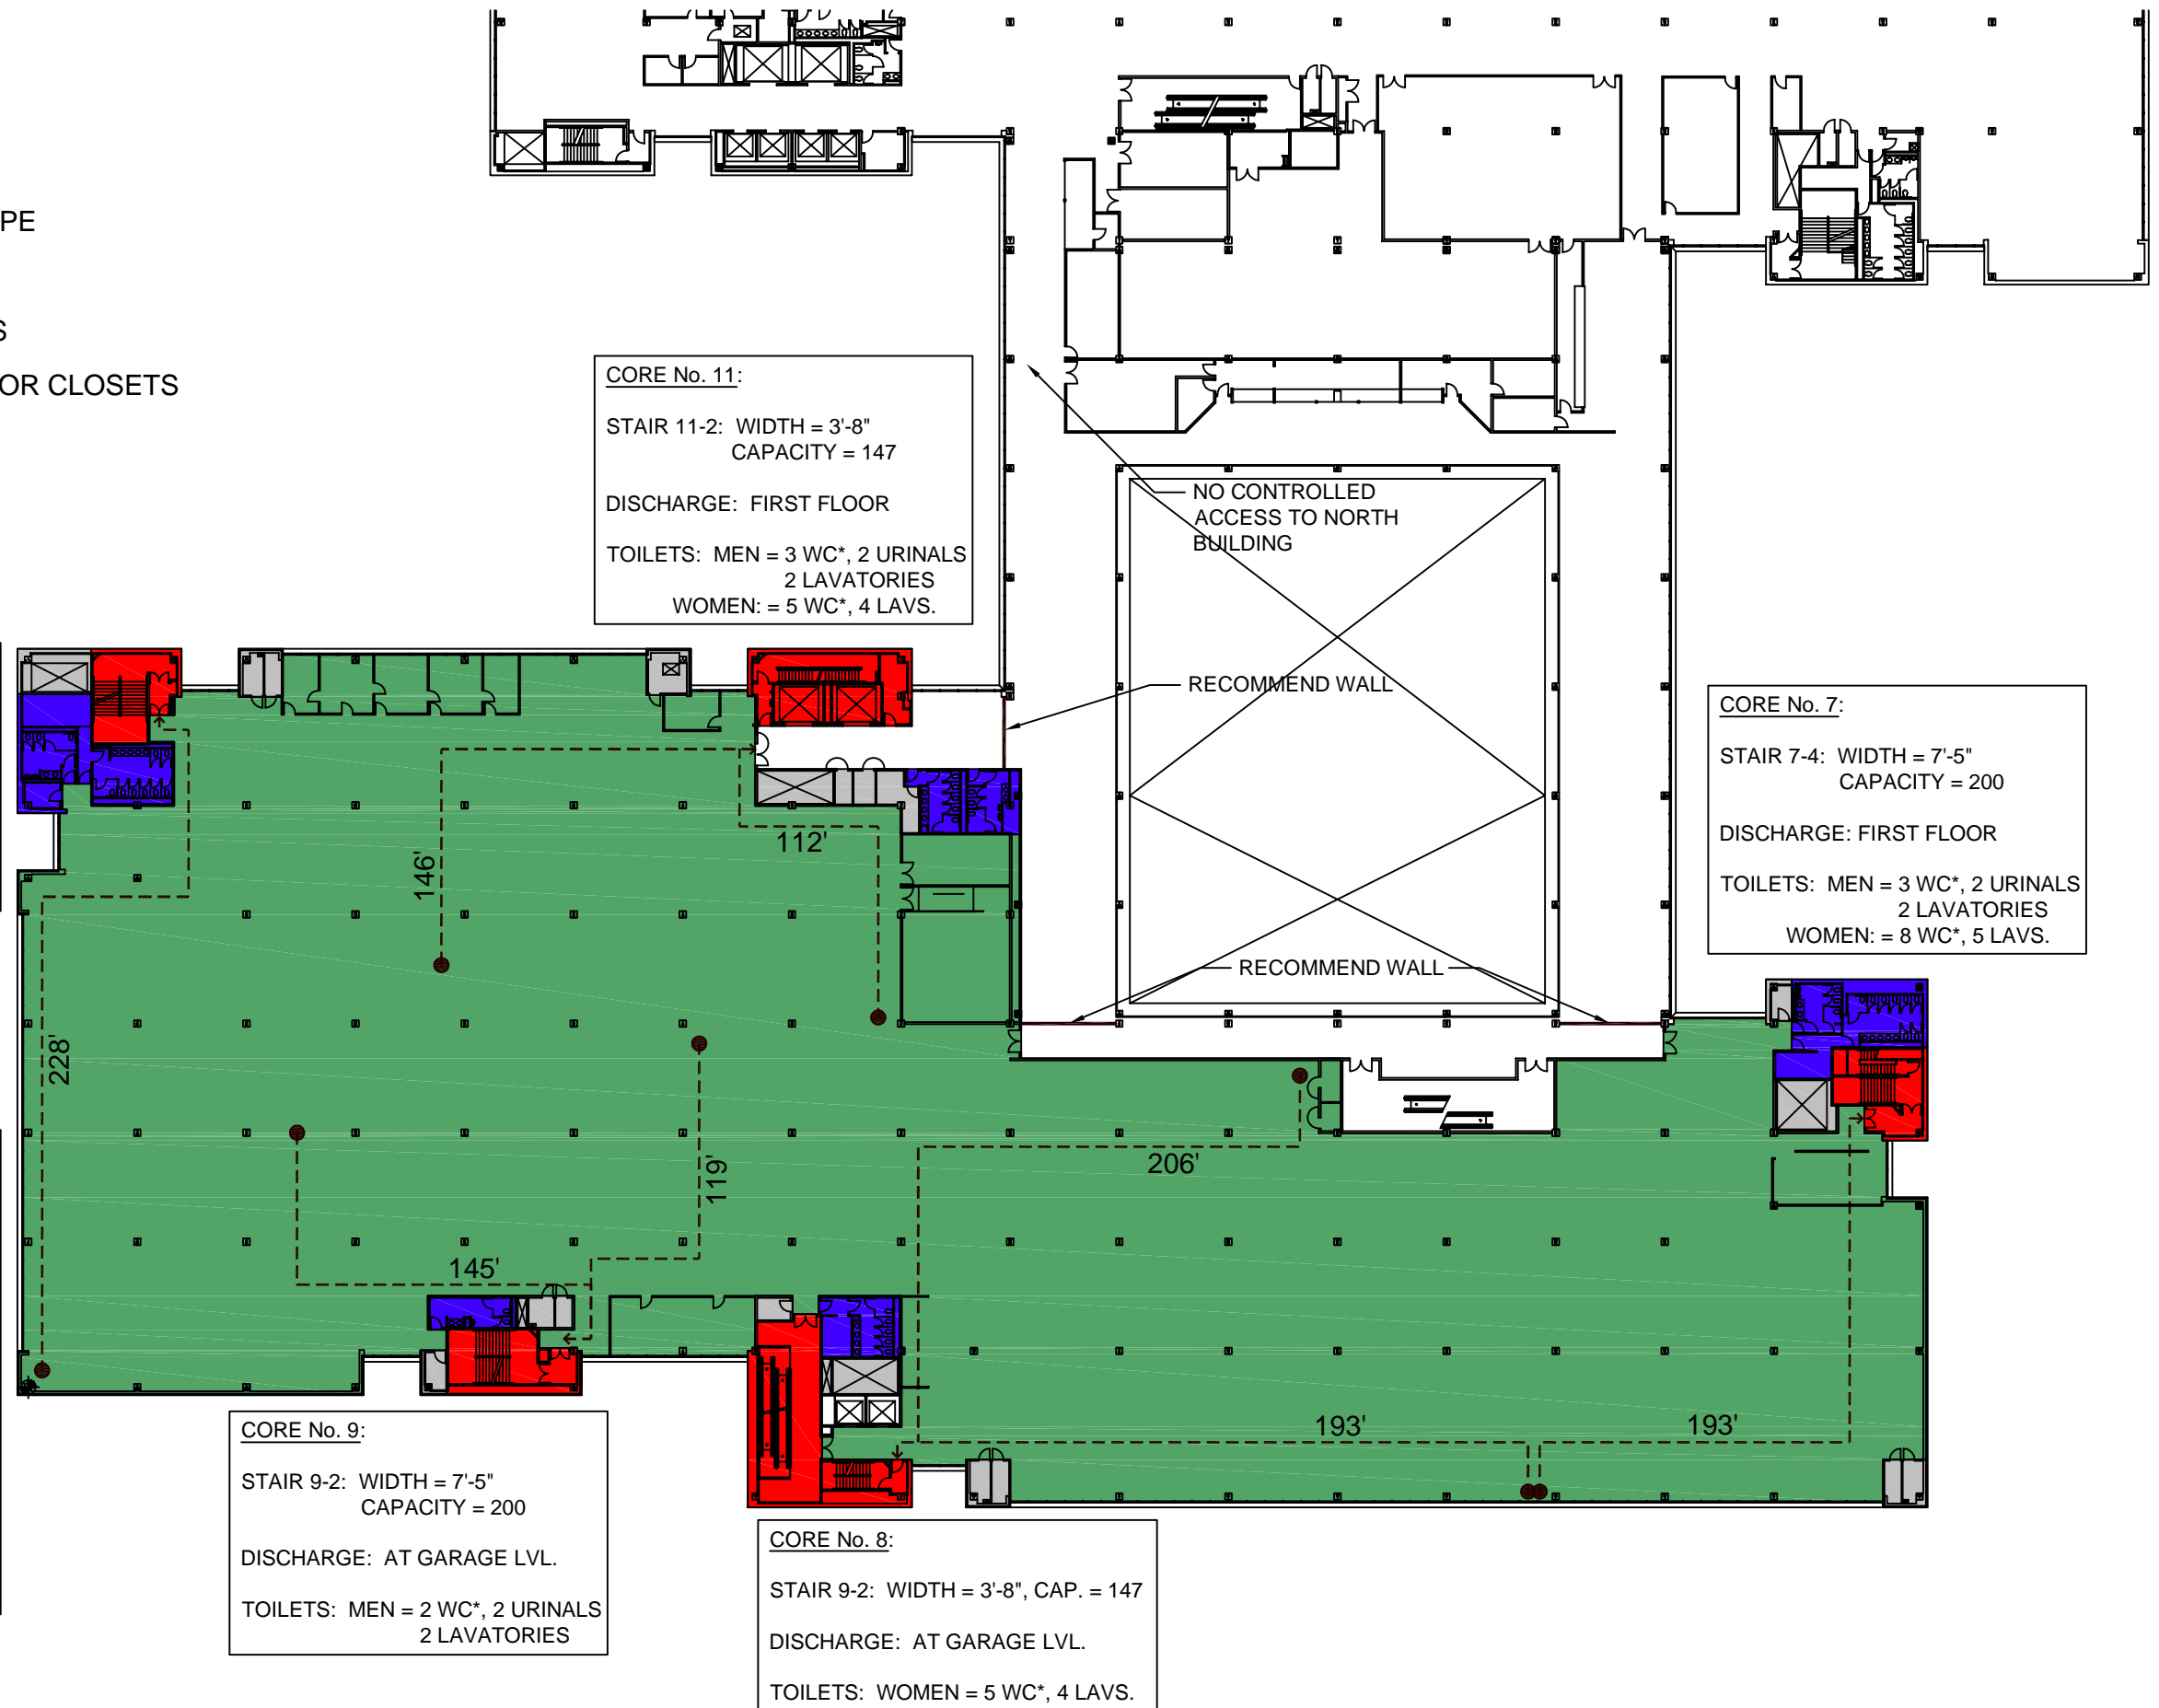 PE
S
OR CLOSETS
CORE No. 11:
STAIR 11-2: WIDTH = 3'-8"
CAPACITY = 147
DISCHARGE: FIRST FLOOR
TOILETS: MEN = 3 WC*, 2 URINALS
2 LAVATORIES
WOMEN: = 5 WC*, 4 LAVS.
NO CONTROLLED
ACCESS TO NORTH
BUILDING
RECOMMEND WALL
CORE No. 7:
STAIR 7-4: WIDTH = 7'-5"
CAPACITY = 200
DISCHARGE: FIRST FLOOR
TOILETS: MEN = 3 WC*, 2 URINALS
2 LAVATORIES
WOMEN: = 8 WC*, 5 LAVS.
112'
146'
RECOMMEND WALL
228'
119'
206'
145'
193'
193'
CORE No. 9:
STAIR 9-2: WIDTH = 7'-5"
CAPACITY = 200
DISCHARGE: AT GARAGE LVL.
TOILETS: MEN = 2 WC*, 2 URINALS
2 LAVATORIES
CORE No. 8:
STAIR 9-2: WIDTH = 3'-8", CAP. = 147
DISCHARGE: AT GARAGE LVL.
TOILETS: WOMEN = 5 WC*, 4 LAVS.